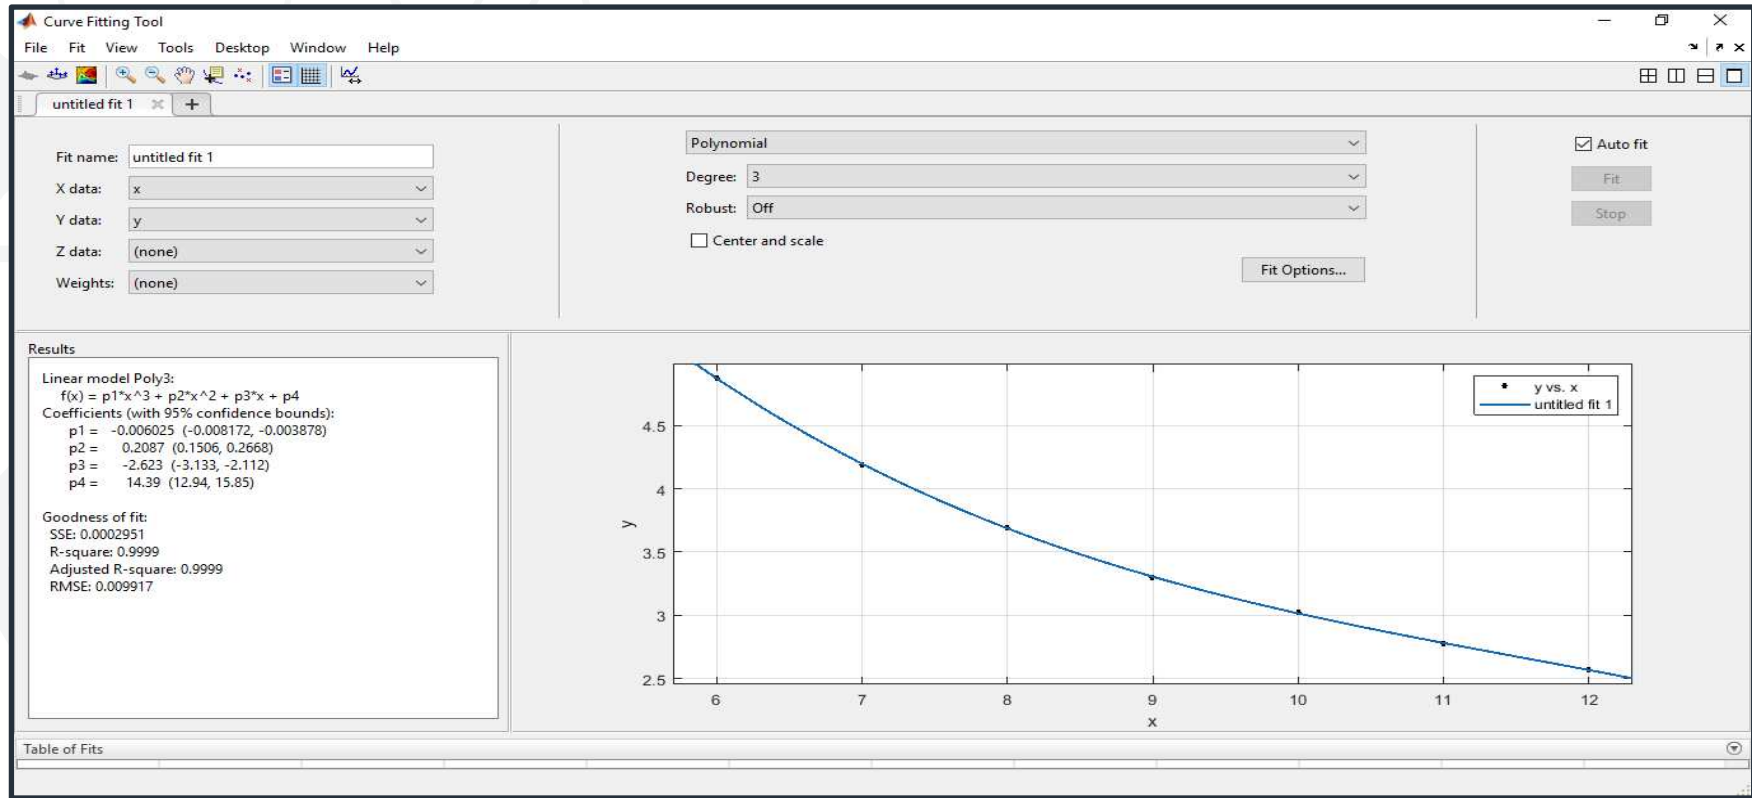 Curve Fitting Tool
File Fit View Tools Desktop Window Help
untitled fit 1
Fit name: untitled fit 1
X data: x
Y data: y
Z data: (none)
Weights: (none)
Polynomial
Degree: 3
Robust: Off
Center and scale
Fit Options...
Auto fit
Fit
Stop
Results
Linear model Poly3:
f(x) = p1*x^3 + p2*x^2 + p3*x + p4
Coefficients (with 95% confidence bounds):
p1 = -0.006025 (-0.008172, -0.003878)
p2 = 0.2087 (0.1506, 0.2668)
p3 = -2.623 (-3.133, -2.112)
p4 = 14.39 (12.94, 15.85)
Goodness of fit:
SSE: 0.0002951
R-square: 0.9999
Adjusted R-square: 0.9999
RMSE: 0.009917
y vs. x
untitled fit 1
4.5
4
3.5
3
2.5
y
6 7 8 9 10 11 12
x
Table of Fits